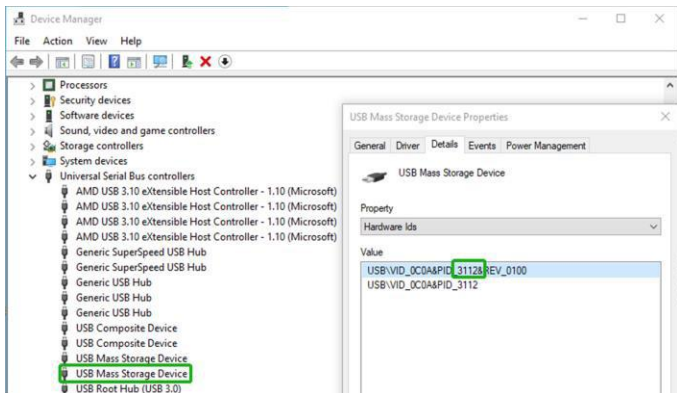 Device Manager
File Action View Help
Processors
Security devices
Software devices
Sound, video and game controllers
Storage controllers
System devices
Universal Serial Bus controllers
AMD USB 3.10 eXtensible Host Controller - 1.10 (Microsoft)
AMD USB 3.10 eXtensible Host Controller - 1.10 (Microsoft)
AMD USB 3.10 eXtensible Host Controller - 1.10 (Microsoft)
AMD USB 3.10 eXtensible Host Controller - 1.10 (Microsoft)
Generic SuperSpeed USB Hub
Generic SuperSpeed USB Hub
Generic USB Hub
Generic USB Hub
Generic USB Hub
USB Composite Device
USB Composite Device
USB Mass Storage Device
USB Mass Storage Device
USB Root Hub (USB 3.0)
USB Mass Storage Device Properties
General Driver Details Events Power Management
USB Mass Storage Device
Property
Hardware Ids
Value
USB\VID_0C0A&PID_3112&REV_0100
USB\VID_0C0A&PID_3112